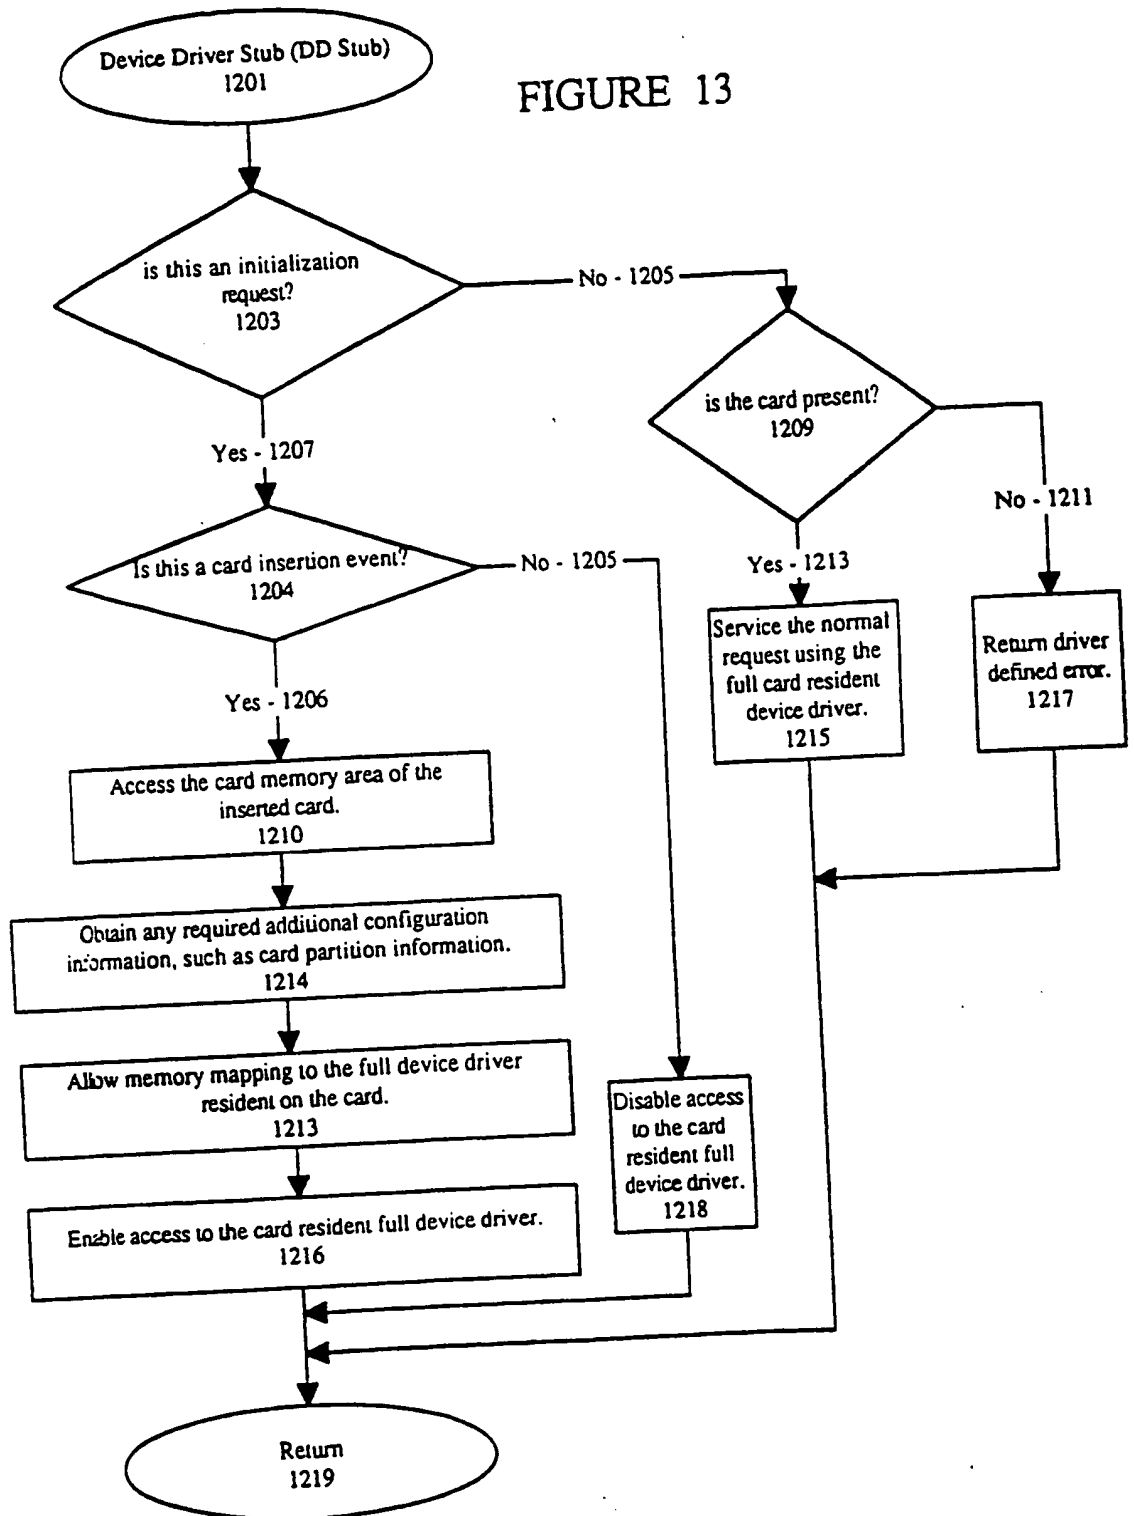 Device Driver Stub (DD Stub)
1201
FIGURE 13
is this an initialization
request?
1203
No - 1205
is the card present?
1209
Yes - 1207
No - 1211
Is this a card insertion event?
1204
No - 1205
Yes - 1213
Service the normal
request using the
full card resident
device driver.
1215
Return driver
defined error.
1217
Yes - 1206
Access the card memory area of the
inserted card.
1210
Obtain any required additional configuration
information, such as card partition information.
1214
Allow memory mapping to the full device driver
resident on the card.
1213
Disable access
to the card
resident full
device driver.
1218
Enable access to the card resident full device driver.
1216
Return
1219